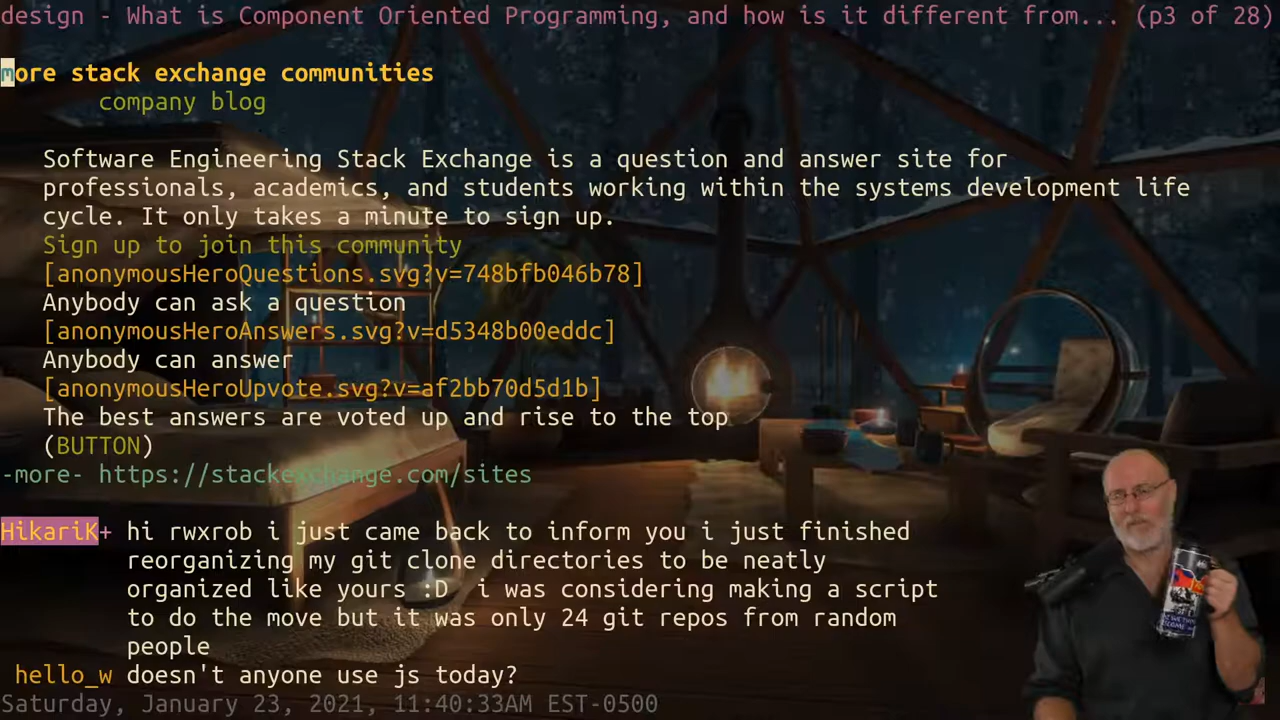 design - What is Component Oriented Programming, and how is it different from... (p3 of 28)
more stack exchange communities
company blog
Software Engineering Stack Exchange is a question and answer site for
professionals, academics, and students working within the systems development life
cycle. It only takes a minute to sign up.
Sign up to join this community
[anonymousHeroQuestions.svg?v=748bfb046b78]
Anybody can ask a question
[anonymousHeroAnswers.svg?v=d5348b00eddc]
Anybody can answer
[anonymousHeroUpvote.svg?v=af2bb70d5d1b]
The best answers are voted up and rise to the top
(BUTTON)
-more- https://stackexchange.com/sites
HikariK+ hi rwxrob i just came back to inform you i just finished
reorganizing my git clone directories to be neatly
organized like yours :D  i was considering making a script
to do the move but it was only 24 git repos from random
people
hello_w doesn't anyone use js today?
Saturday, January 23, 2021, 11:40:33AM EST-0500